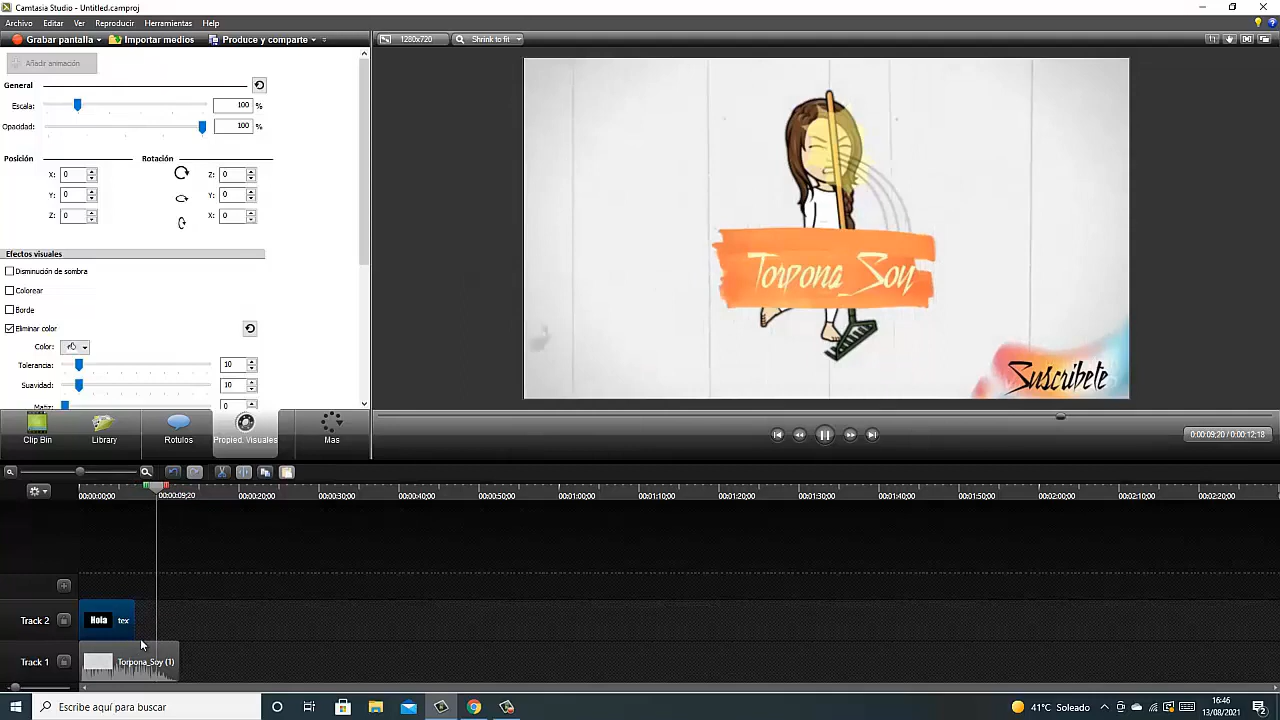 Camtasia Studio - Untitled.camproj
Archivo Editar Ver Reproducir Herramientas Help
Grabar pantalla Importar medios Produce y comparte
1280x720 Shrink to fit
Añadir animación
General
Escala: 100 %
Opacidad: 100 %
Posición Rotación
X: 0 Z: 0
Y: 0 Y: 0
Z: 0 X: 0
Efectos visuales
Disminución de sombra
Colorear
Borde
Eliminar color
Color:
Tolerancia: 10
Suavidad: 10
0
Torpona_Soy
Suscribete
Clip Bin Library Rotulos Propied. Visuales Mas
0:00:09;20 / 0:00:12;18
00:00:00;00 00:00:09;20 00:00:20;00 00:00:30;00 00:00:40;00 00:00:50;00 00:01:00;00 00:01:10;00 00:01:20;00 00:01:30;00 00:01:40;00 00:01:50;00 00:02:00;00 00:02:10;00 00:02:20;00
Track 2 Hola tex
Track 1 Torpona_Soy (1)
Escribe aquí para buscar
41°C Soleado
16:46
13/08/2021
2